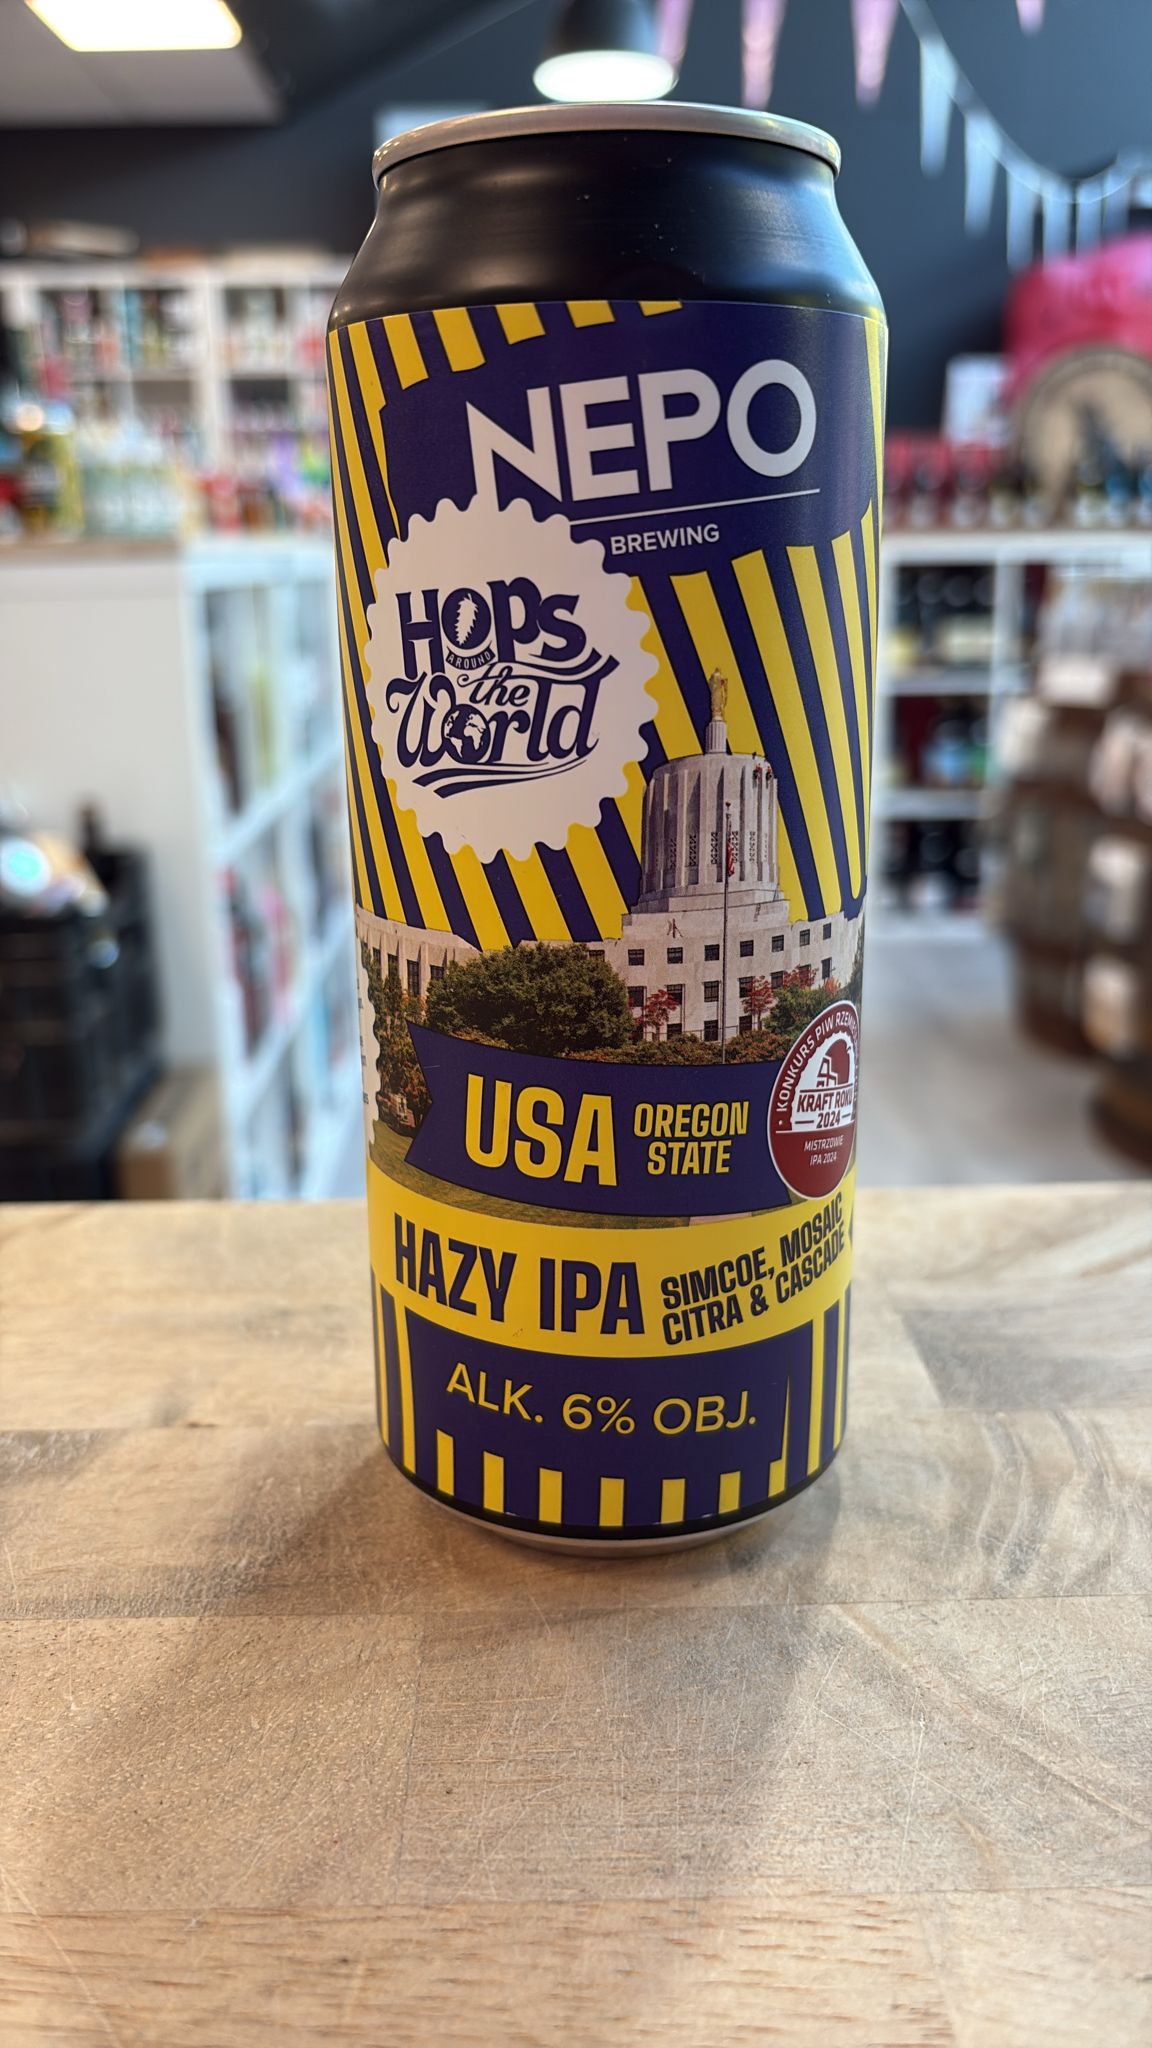 NEPO
BREWING
HOPS
AROUND
the
World
USA
OREGON
STATE
KONKURS PIW
KRAFT ROKU
2024
MISTRZOWIE
IPA 2024
HAZY IPA
SIMCOE, MOSAIC
CITRA & CASCADE
ALK. 6% OBJ.